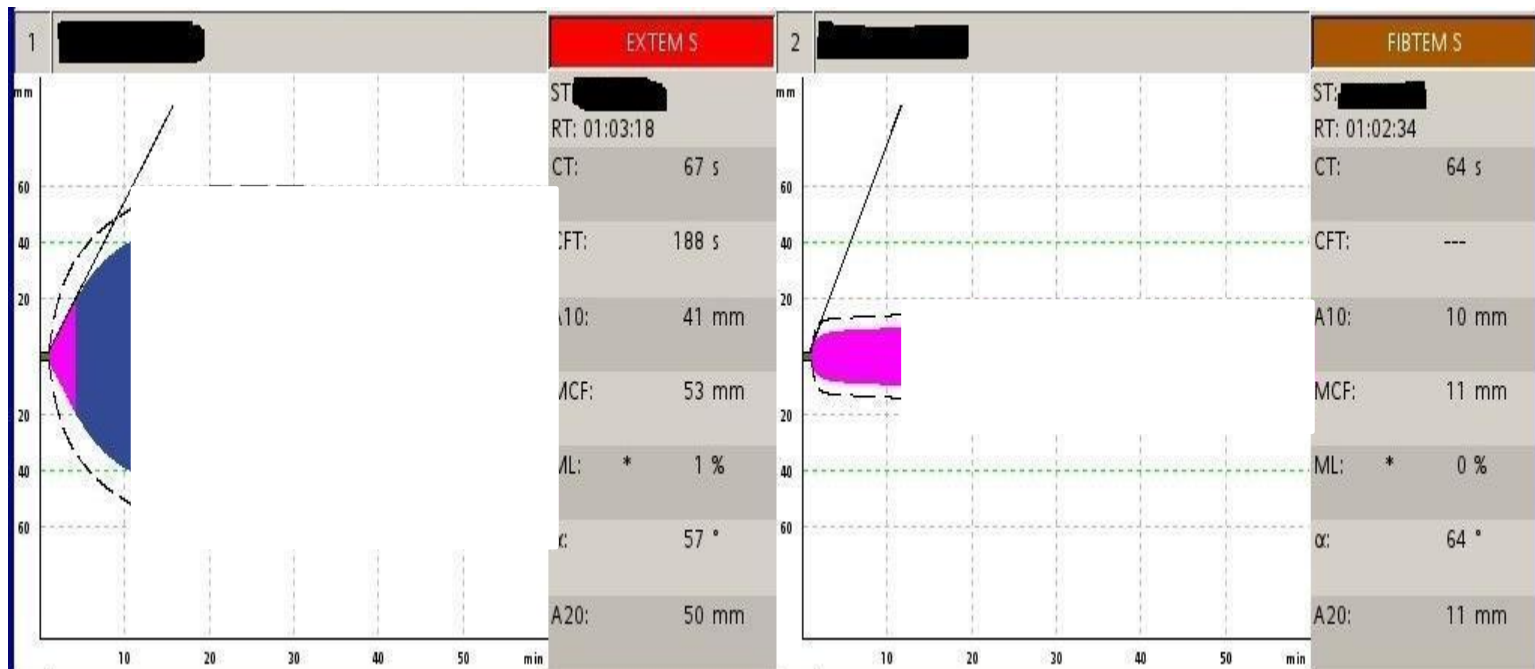 1
EXTEM S
ST
RT: 01:03:18
CT: 67 s
CFT: 188 s
A10: 41 mm
MCF: 53 mm
ML: * 1 %
α: 57 °
A20: 50 mm
mm
60
40
20
20
40
60
10 20 30 40 50 min
2
FIBTEM S
ST:
RT: 01:02:34
CT: 64 s
CFT: ---
A10: 10 mm
MCF: 11 mm
ML: * 0 %
α: 64 °
A20: 11 mm
mm
60
40
20
20
40
60
10 20 30 40 50 min